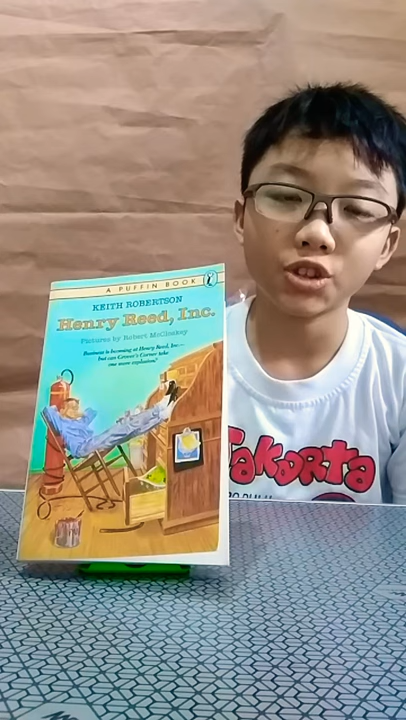 A PUFFIN BOOK
KEITH ROBERTSON
Henry Reed, Inc.
Pictures by Robert McCloskey
Business is booming at Henry Reed, Inc.—
but can Grover's Corner take
one more explosion?